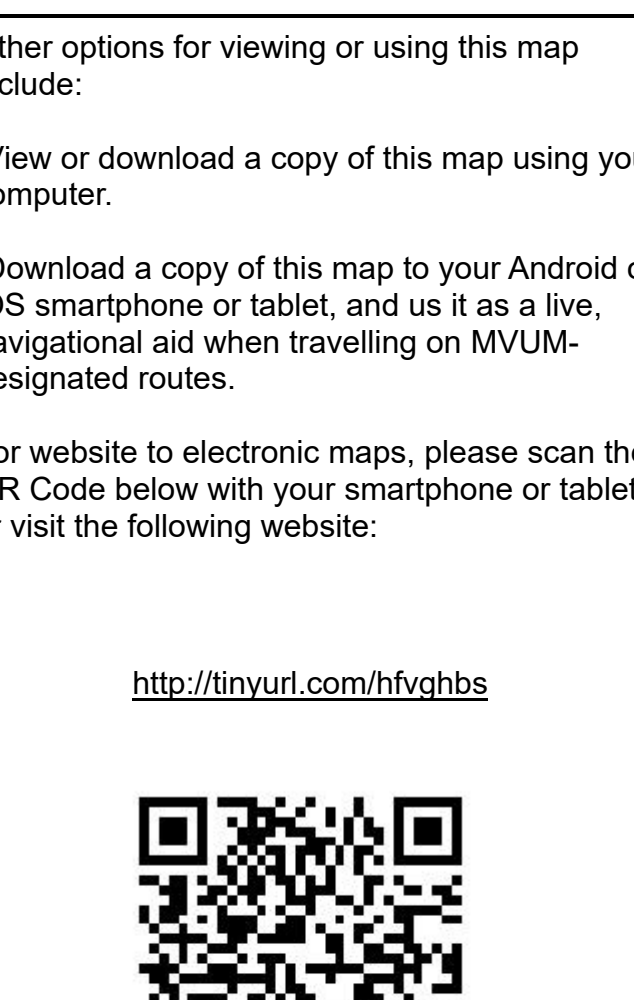 ther options for viewing or using this map
clude:
View or download a copy of this map using you
omputer.
Download a copy of this map to your Android o
OS smartphone or tablet, and us it as a live,
avigational aid when travelling on MVUM-
esignated routes.
or website to electronic maps, please scan the
R Code below with your smartphone or tablet
r visit the following website:
http://tinyurl.com/hfvghbs